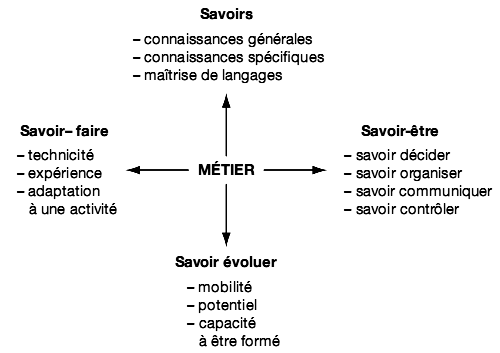 Savoirs
– connaissances générales
– connaissances spécifiques
– maîtrise de langages
Savoir– faire
– technicité
– expérience
– adaptation
à une activité
MÉTIER
Savoir-être
– savoir décider
– savoir organiser
– savoir communiquer
– savoir contrôler
Savoir évoluer
– mobilité
– potentiel
– capacité
à être formé